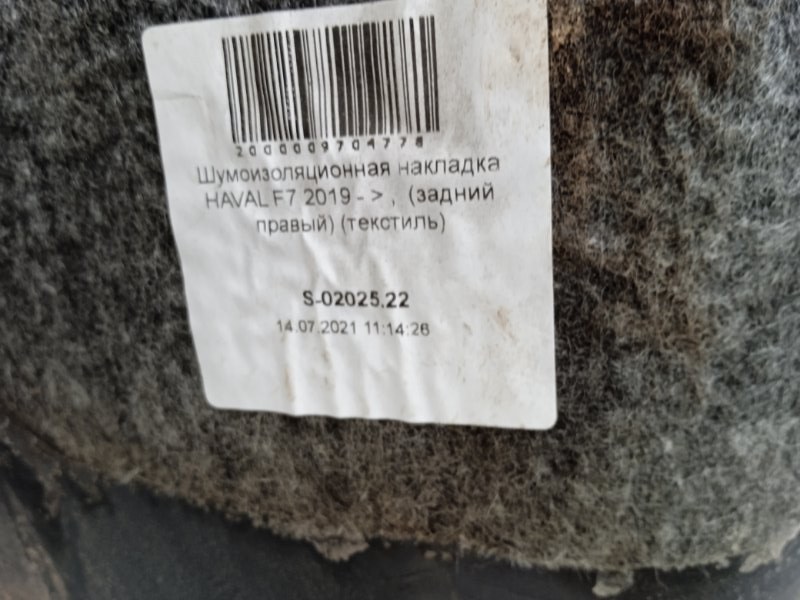 2000009704778
Шумоизоляционная накладка
HAVAL F7 2019 - > , (задний
правый) (текстиль)
S-02025.22
14.07.2021 11:14:26